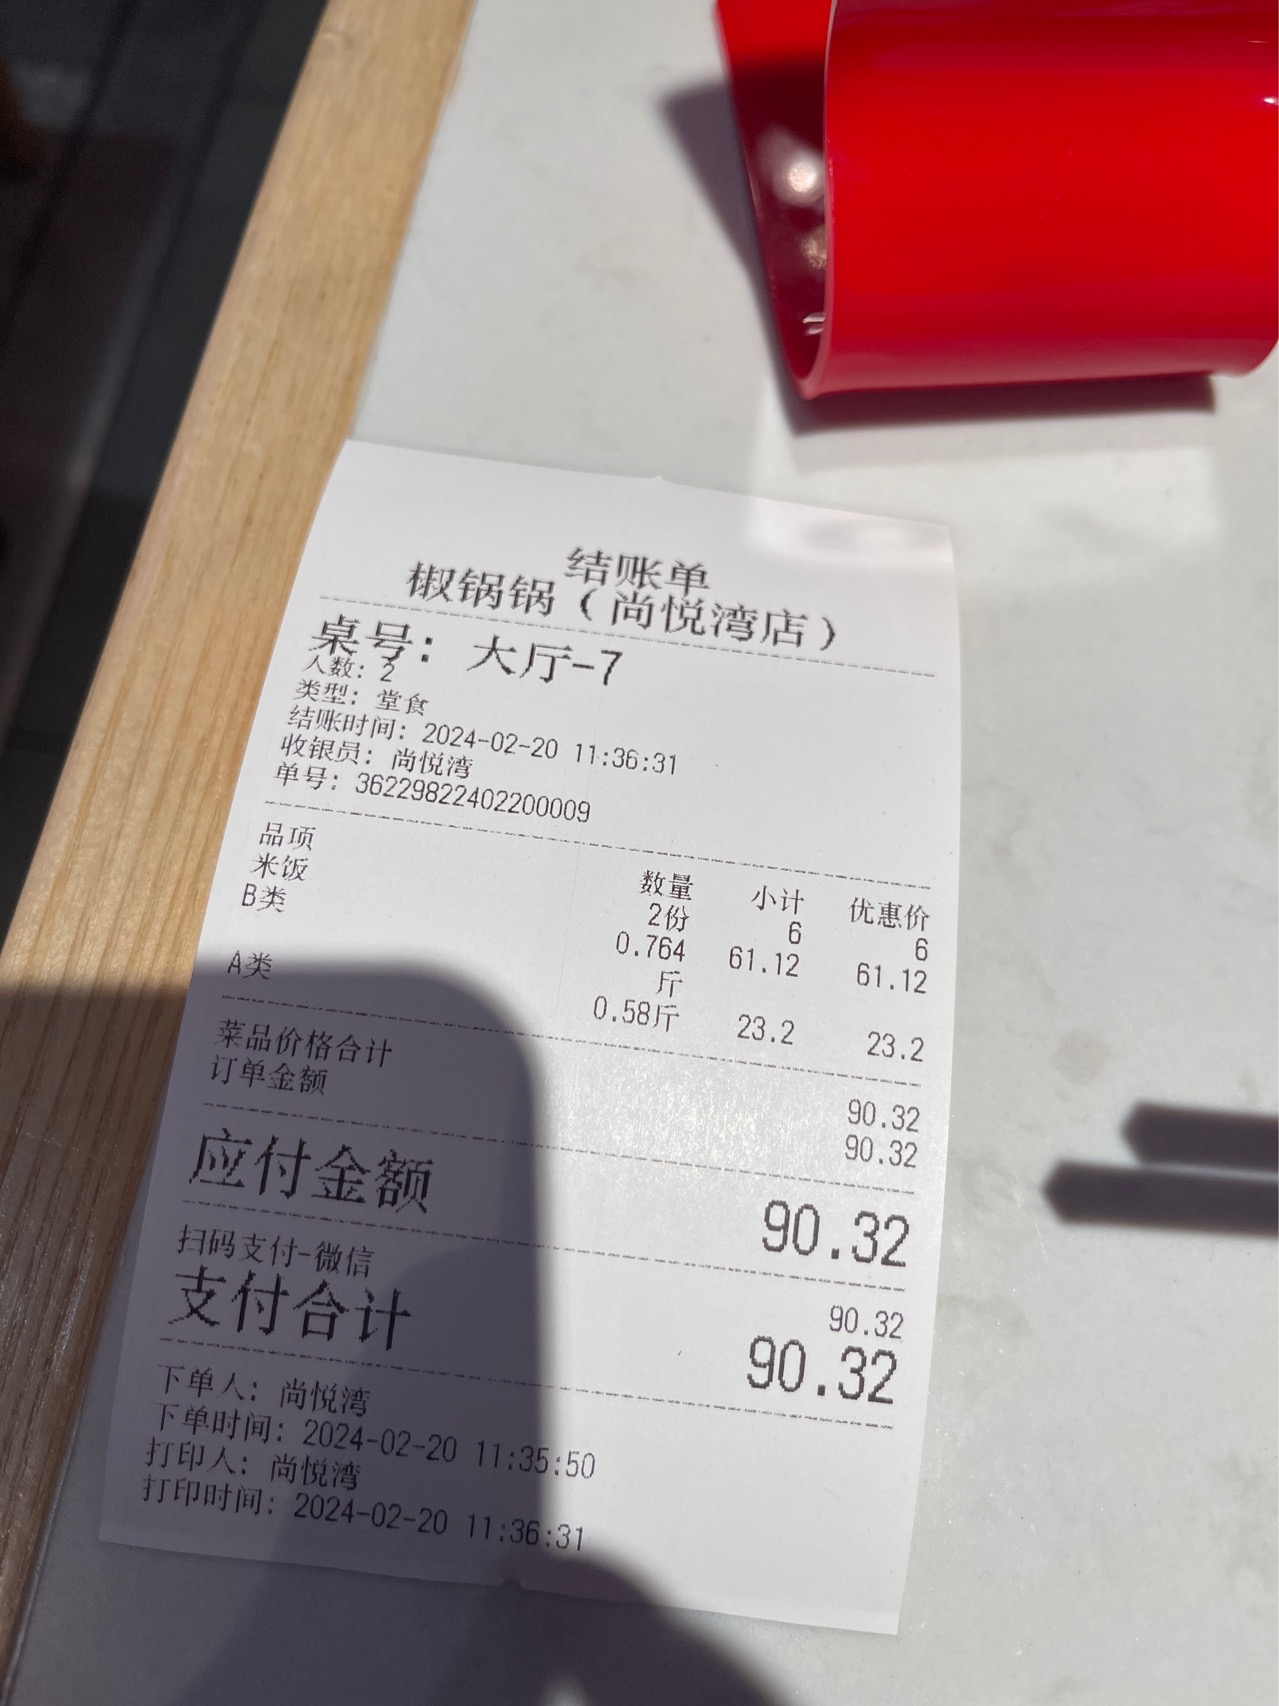 结账单
椒锅锅（尚悦湾店）
桌号：大厅-7
人数：2
类型：堂食
结账时间：2024-02-20 11:36:31
收银员：尚悦湾
单号：36229822402200009
品项 数量 小计 优惠价
米饭 2份 6 6
B类 0.764斤 61.12 61.12
A类 0.58斤 23.2 23.2
菜品价格合计 90.32
订单金额 90.32
应付金额 90.32
扫码支付-微信 90.32
支付合计 90.32
下单人：尚悦湾
下单时间：2024-02-20 11:35:50
打印人：尚悦湾
打印时间：2024-02-20 11:36:31